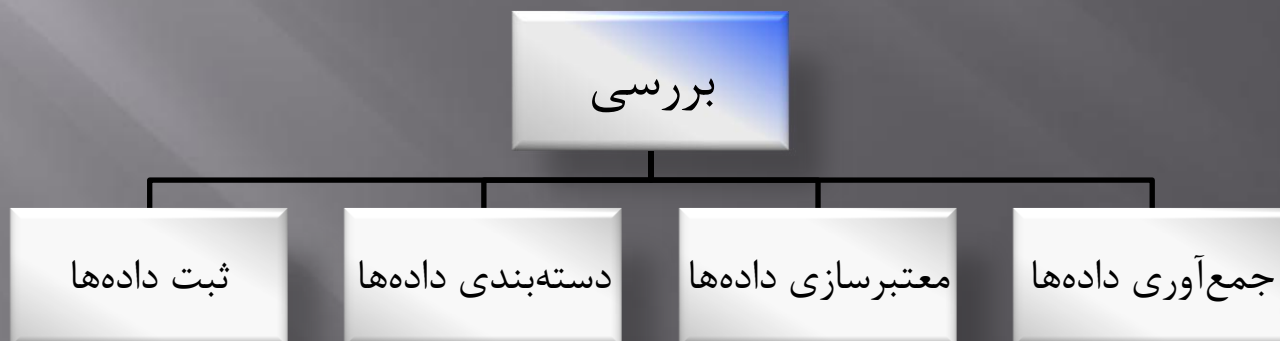 بررسی
جمع‌آوری داده‌ها
معتبرسازی داده‌ها
دسته‌بندی داده‌ها
ثبت داده‌ها